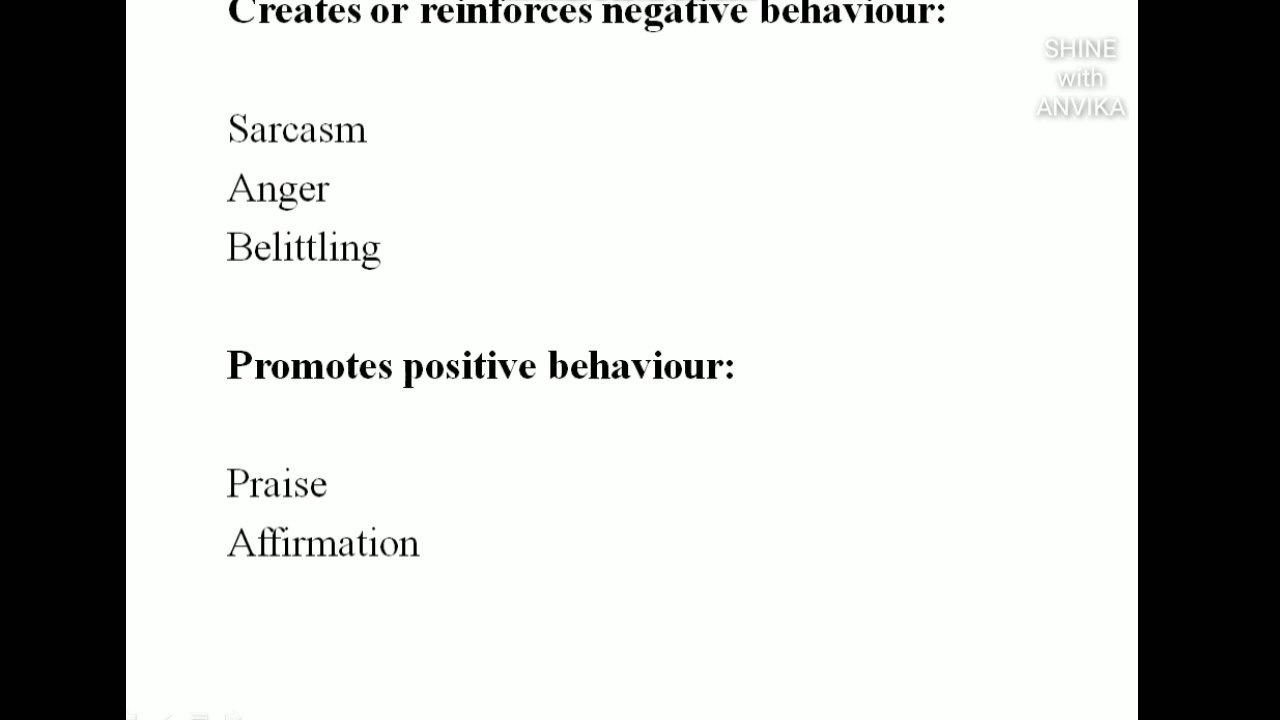 Creates or reinforces negative behaviour:
SHINE
with
ANVIKA
Sarcasm
Anger
Belittling
Promotes positive behaviour:
Praise
Affirmation